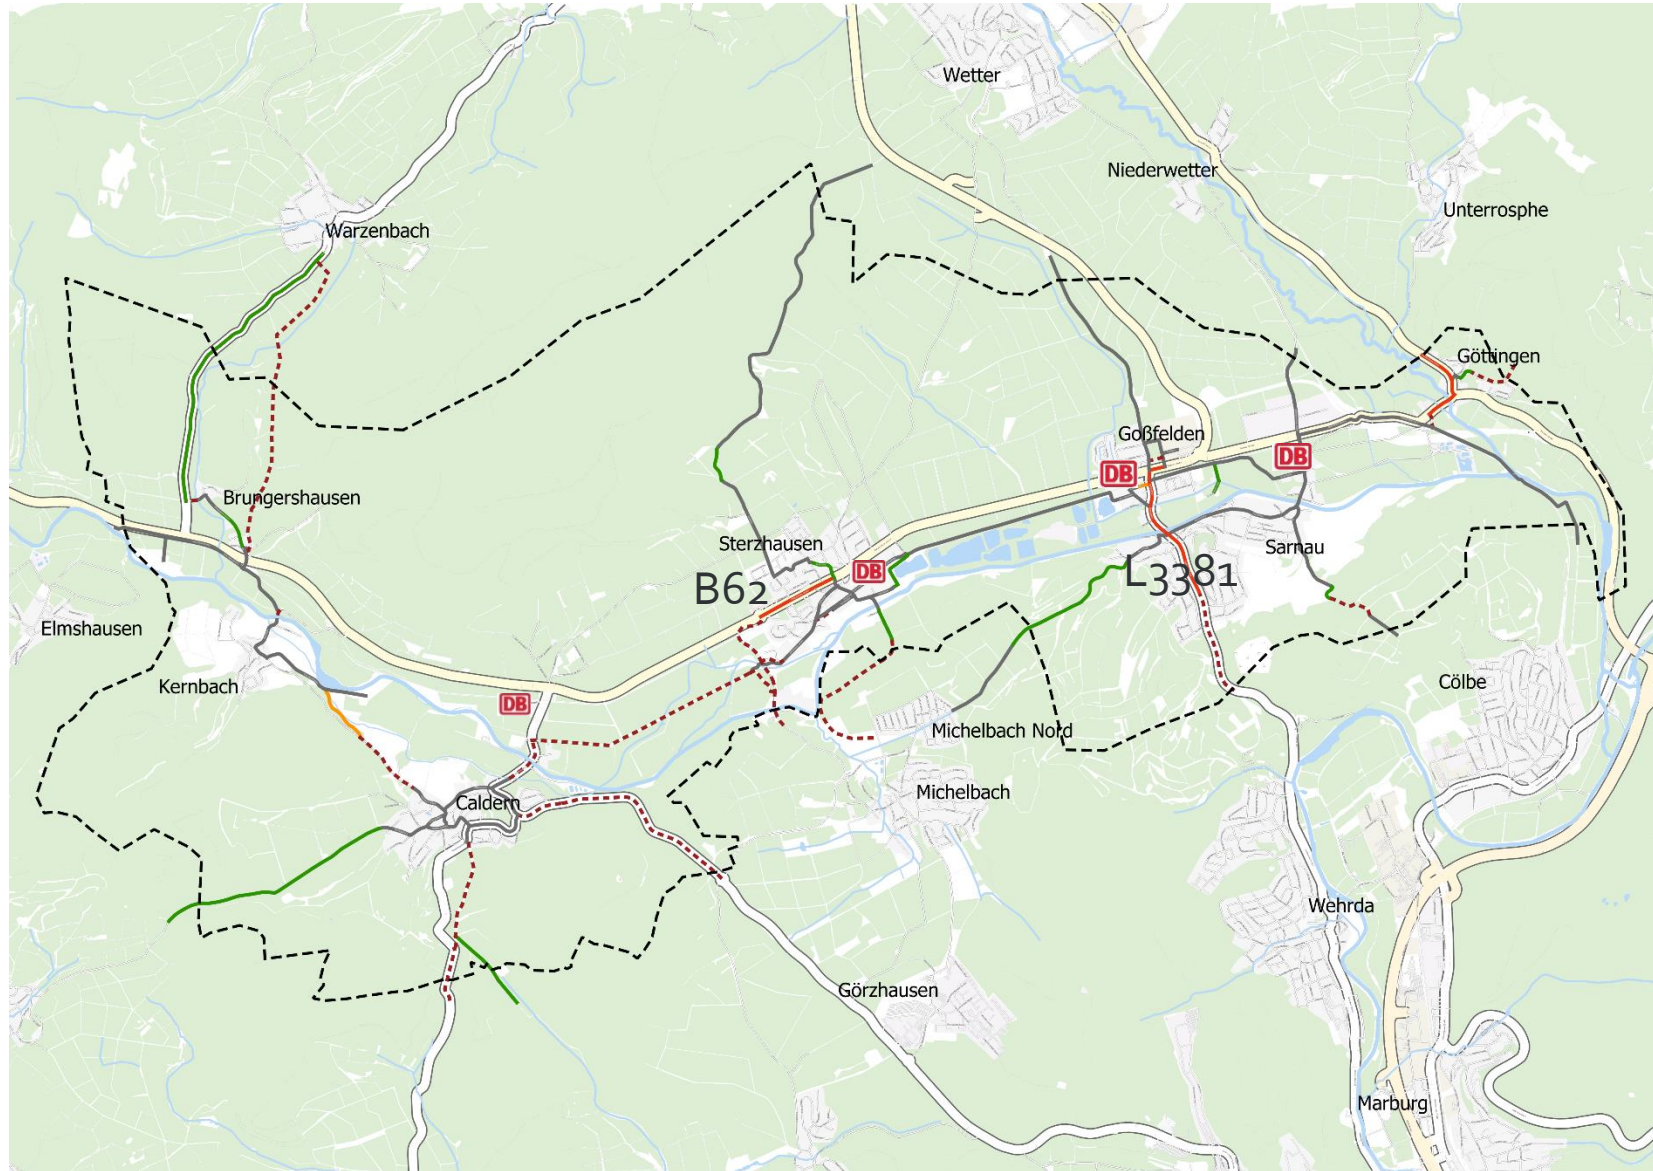 Wetter
Niederwetter
Unterrosphe
Warzenbach
Göttingen
Goßfelden
DB
DB
Brungershausen
Sterzhausen
Sarnau
DB
B62
L3381
Elmshausen
Kernbach
Cölbe
DB
Michelbach Nord
Michelbach
Caldern
Wehrda
Görzhausen
Marburg